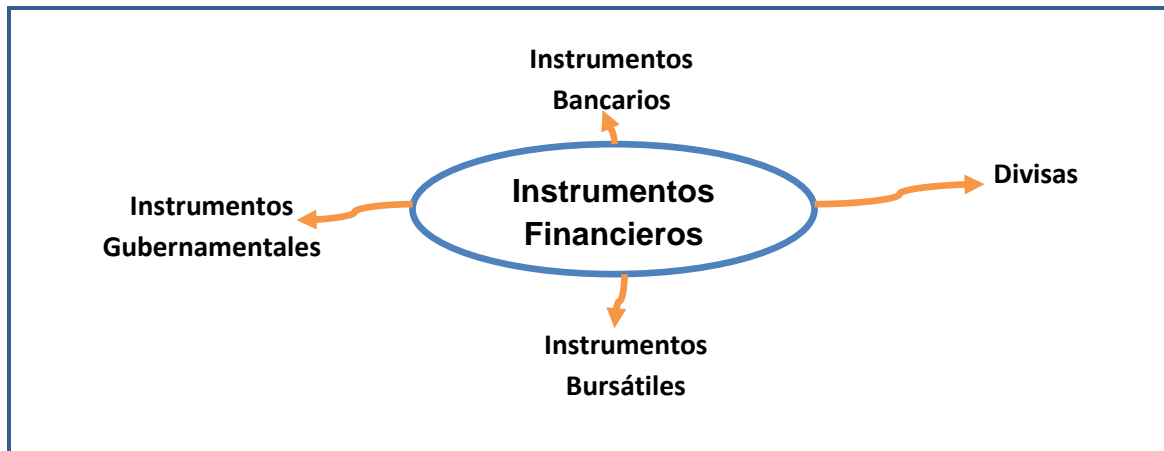 Instrumentos
Bancarios
Divisas
Instrumentos
Financieros
Instrumentos
Gubernamentales
Instrumentos
Bursátiles